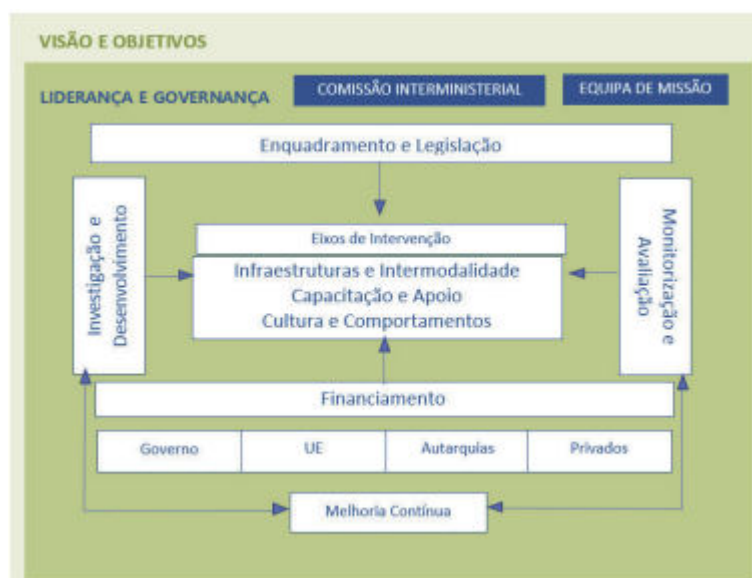 VISÃO E OBJETIVOS
LIDERANÇA E GOVERNANÇA
COMISSÃO INTERMINISTERIAL
EQUIPA DE MISSÃO
Enquadramento e Legislação
Investigação e
Desenvolvimento
Eixos de Intervenção
Infraestruturas e Intermodalidade
Capacitação e Apoio
Cultura e Comportamentos
Monitorização e
Avaliação
Financiamento
Governo
UE
Autarquias
Privados
Melhoria Contínua